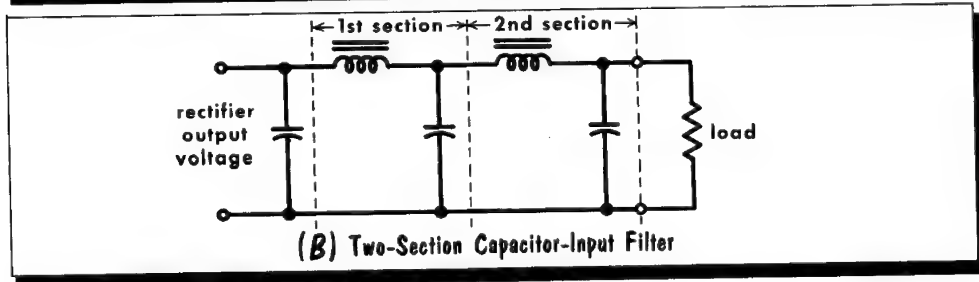 1st section 2nd section
rectifier
output
voltage
load
(B) Two-Section Capacitor-Input Filter